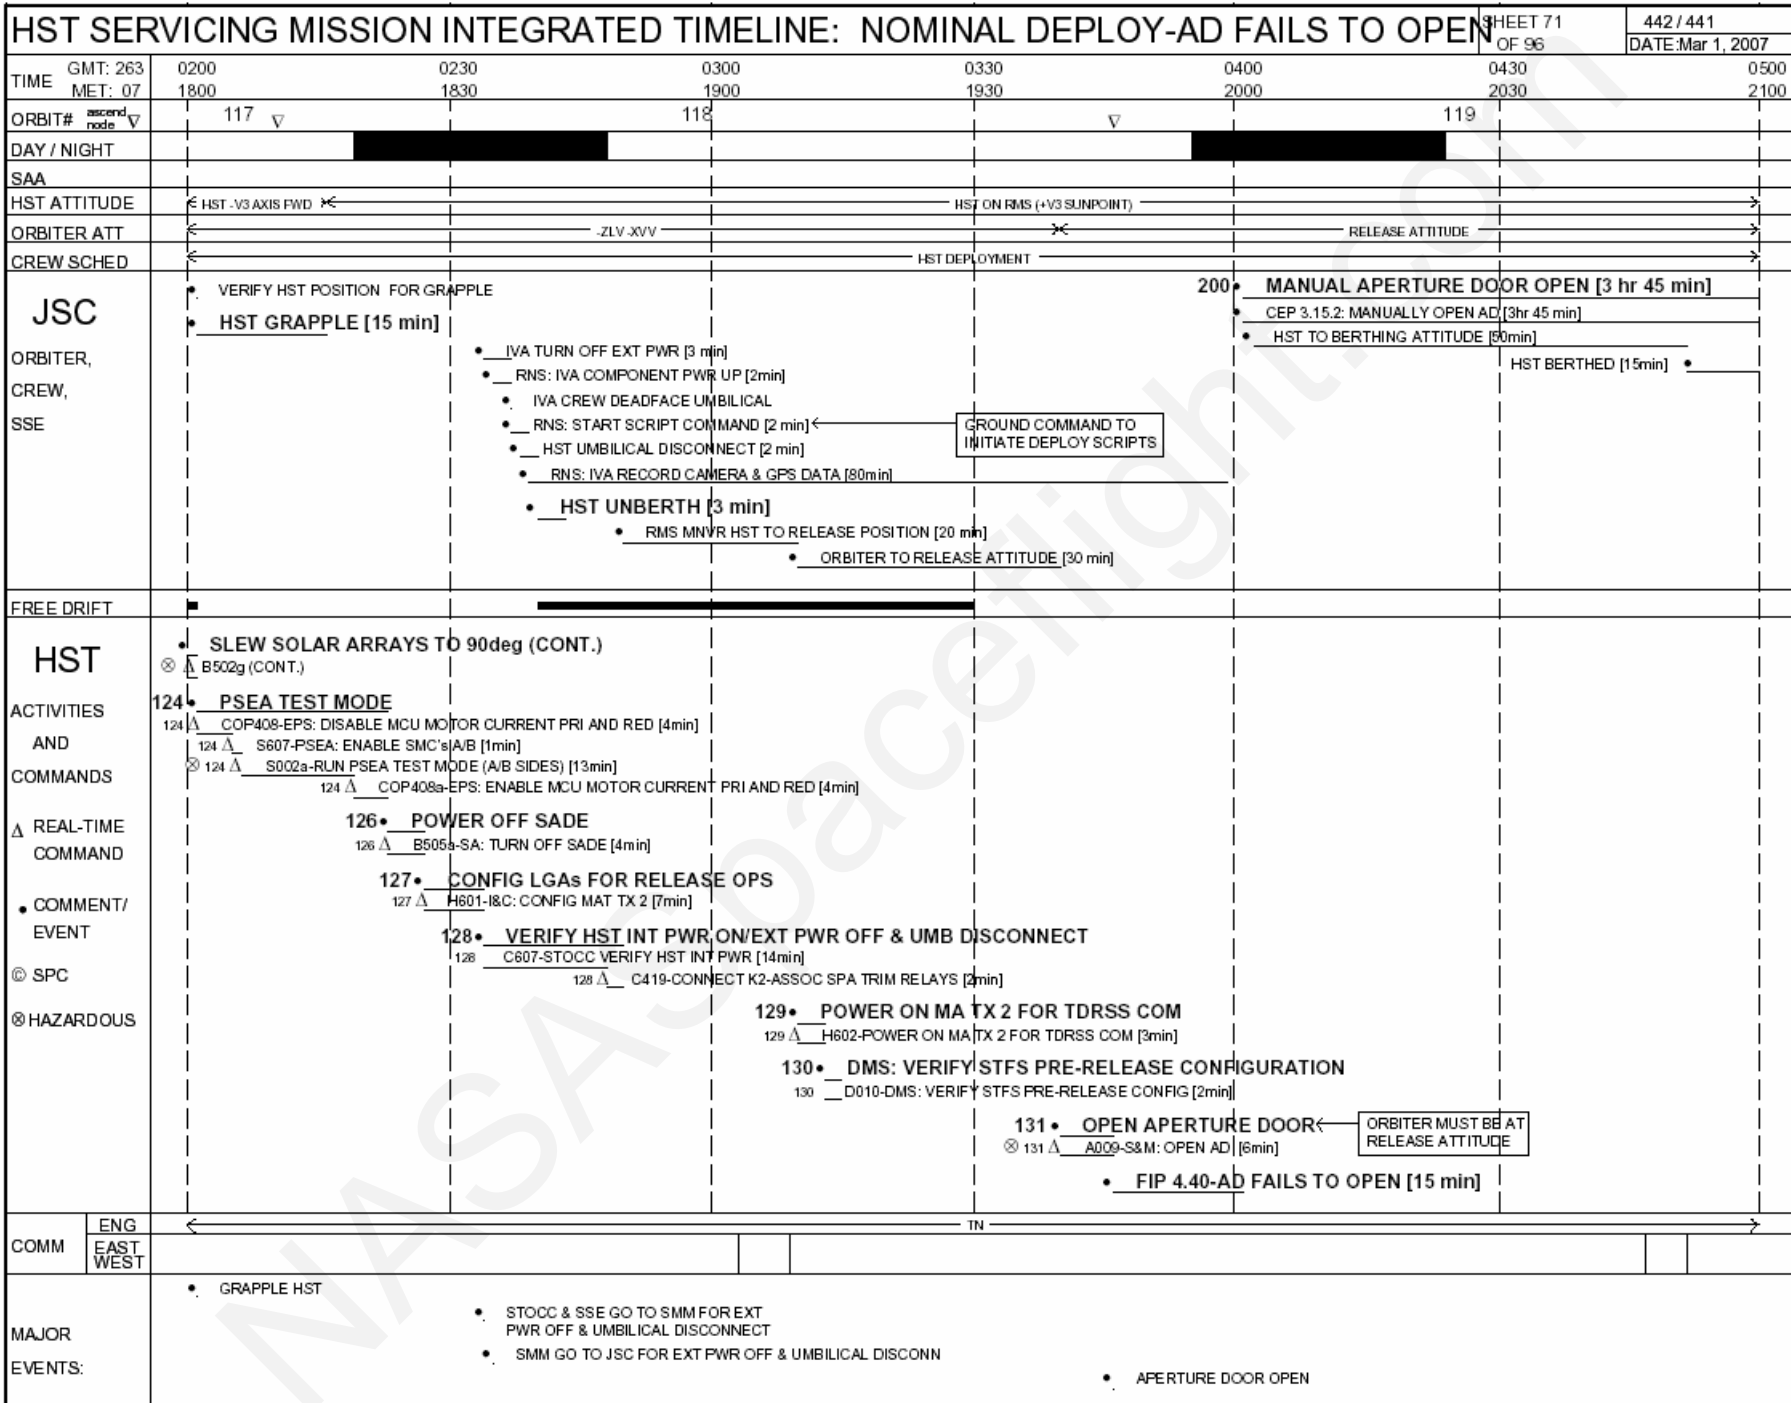 HST SERVICING MISSION INTEGRATED TIMELINE: NOMINAL DEPLOY-AD FAILS TO OPEN
SHEET 71
OF 96
442 / 441
DATE:Mar 1, 2007
TIME GMT: 263 0200 0230 0300 0330 0400 0430 0500
MET: 07 1800 1830 1900 1930 2000 2030 2100
ORBIT# ascend node ∇ 117 ∇ 118 ∇ 119
DAY / NIGHT
SAA
HST ATTITUDE HST -V3 AXIS FWD HST ON RMS (+V3 SUNPOINT)
ORBITER ATT -ZLV -XVV RELEASE ATTITUDE
CREW SCHED HST DEPLOYMENT
JSC
ORBITER,
CREW,
SSE
• VERIFY HST POSITION FOR GRAPPLE
• HST GRAPPLE [15 min]
200• MANUAL APERTURE DOOR OPEN [3 hr 45 min]
• CEP 3.15.2: MANUALLY OPEN AD [3hr 45 min]
• HST TO BERTHING ATTITUDE [50min]
HST BERTHED [15min] •
• IVA TURN OFF EXT PWR [3 min]
• RNS: IVA COMPONENT PWR UP [2min]
• IVA CREW DEADFACE UMBILICAL
• RNS: START SCRIPT COMMAND [2 min]
GROUND COMMAND TO
INITIATE DEPLOY SCRIPTS
• HST UMBILICAL DISCONNECT [2 min]
• RNS: IVA RECORD CAMERA & GPS DATA [80min]
• HST UNBERTH [3 min]
• RMS MNVR HST TO RELEASE POSITION [20 min]
• ORBITER TO RELEASE ATTITUDE [30 min]
FREE DRIFT
HST
ACTIVITIES
AND
COMMANDS
Δ REAL-TIME
COMMAND
• COMMENT/
EVENT
© SPC
⊗ HAZARDOUS
• SLEW SOLAR ARRAYS TO 90deg (CONT.)
⊗ Δ B502g (CONT.)
124• PSEA TEST MODE
124 Δ COP408-EPS: DISABLE MCU MOTOR CURRENT PRI AND RED [4min]
124 Δ S607-PSEA: ENABLE SMC's A/B [1min]
⊗ 124 Δ S002a-RUN PSEA TEST MODE (A/B SIDES) [13min]
124 Δ COP408a-EPS: ENABLE MCU MOTOR CURRENT PRI AND RED [4min]
126• POWER OFF SADE
126 Δ B505a-SA: TURN OFF SADE [4min]
127• CONFIG LGAs FOR RELEASE OPS
127 Δ H601-I&C: CONFIG MAT TX 2 [7min]
128• VERIFY HST INT PWR ON/EXT PWR OFF & UMB DISCONNECT
128 C607-STOCC VERIFY HST INT PWR [14min]
128 Δ C419-CONNECT K2-ASSOC SPA TRIM RELAYS [2min]
129• POWER ON MA TX 2 FOR TDRSS COM
129 Δ H602-POWER ON MA TX 2 FOR TDRSS COM [3min]
130• DMS: VERIFY STFS PRE-RELEASE CONFIGURATION
130 D010-DMS: VERIFY STFS PRE-RELEASE CONFIG [2min]
131• OPEN APERTURE DOOR
ORBITER MUST BE AT
RELEASE ATTITUDE
⊗ 131 Δ A009-S&M: OPEN AD [6min]
• FIP 4.40-AD FAILS TO OPEN [15 min]
COMM
ENG TN
EAST
WEST
MAJOR
EVENTS:
• GRAPPLE HST
• STOCC & SSE GO TO SMM FOR EXT
PWR OFF & UMBILICAL DISCONNECT
• SMM GO TO JSC FOR EXT PWR OFF & UMBILICAL DISCONN
• APERTURE DOOR OPEN
NASASpaceflight.com